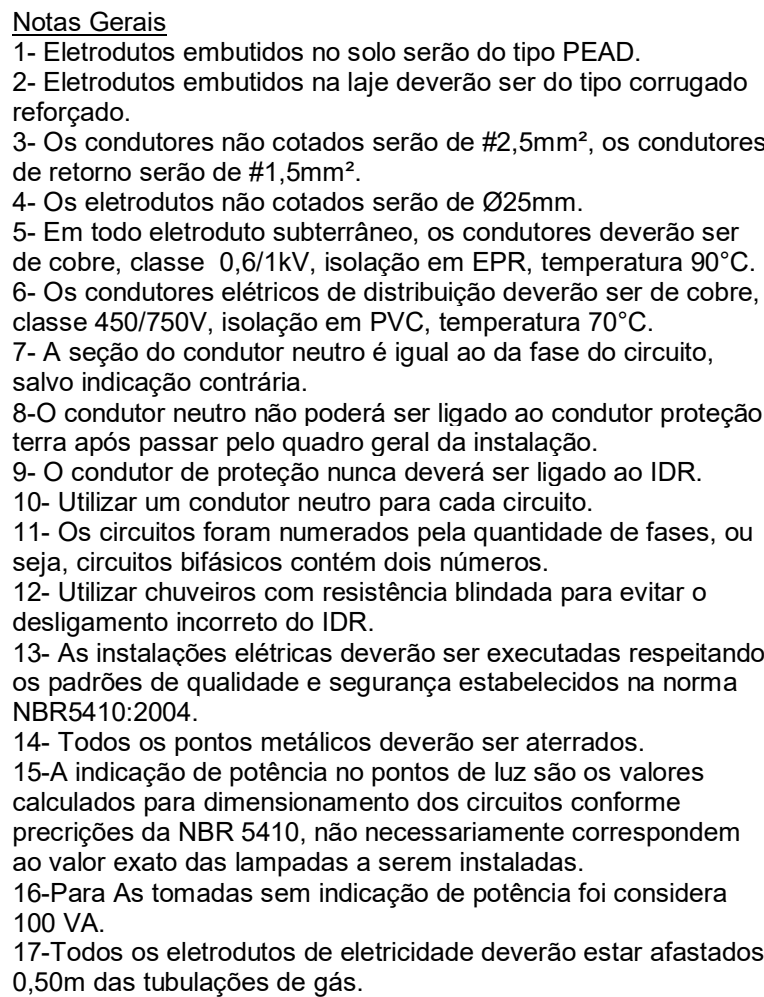 Notas Gerais
1- Eletrodutos embutidos no solo serão do tipo PEAD.
2- Eletrodutos embutidos na laje deverão ser do tipo corrugado
reforçado.
3- Os condutores não cotados serão de #2,5mm², os condutores
de retorno serão de #1,5mm².
4- Os eletrodutos não cotados serão de Ø25mm.
5- Em todo eletroduto subterrâneo, os condutores deverão ser
de cobre, classe  0,6/1kV, isolação em EPR, temperatura 90°C.
6- Os condutores elétricos de distribuição deverão ser de cobre,
classe 450/750V, isolação em PVC, temperatura 70°C.
7- A seção do condutor neutro é igual ao da fase do circuito,
salvo indicação contrária.
8-O condutor neutro não poderá ser ligado ao condutor proteção
terra após passar pelo quadro geral da instalação.
9- O condutor de proteção nunca deverá ser ligado ao IDR.
10- Utilizar um condutor neutro para cada circuito.
11- Os circuitos foram numerados pela quantidade de fases, ou
seja, circuitos bifásicos contém dois números.
12- Utilizar chuveiros com resistência blindada para evitar o
desligamento incorreto do IDR.
13- As instalações elétricas deverão ser executadas respeitando
os padrões de qualidade e segurança estabelecidos na norma
NBR5410:2004.
14- Todos os pontos metálicos deverão ser aterrados.
15-A indicação de potência no pontos de luz são os valores
calculados para dimensionamento dos circuitos conforme
precrições da NBR 5410, não necessariamente correspondem
ao valor exato das lampadas a serem instaladas.
16-Para As tomadas sem indicação de potência foi considera
100 VA.
17-Todos os eletrodutos de eletricidade deverão estar afastados
0,50m das tubulações de gás.